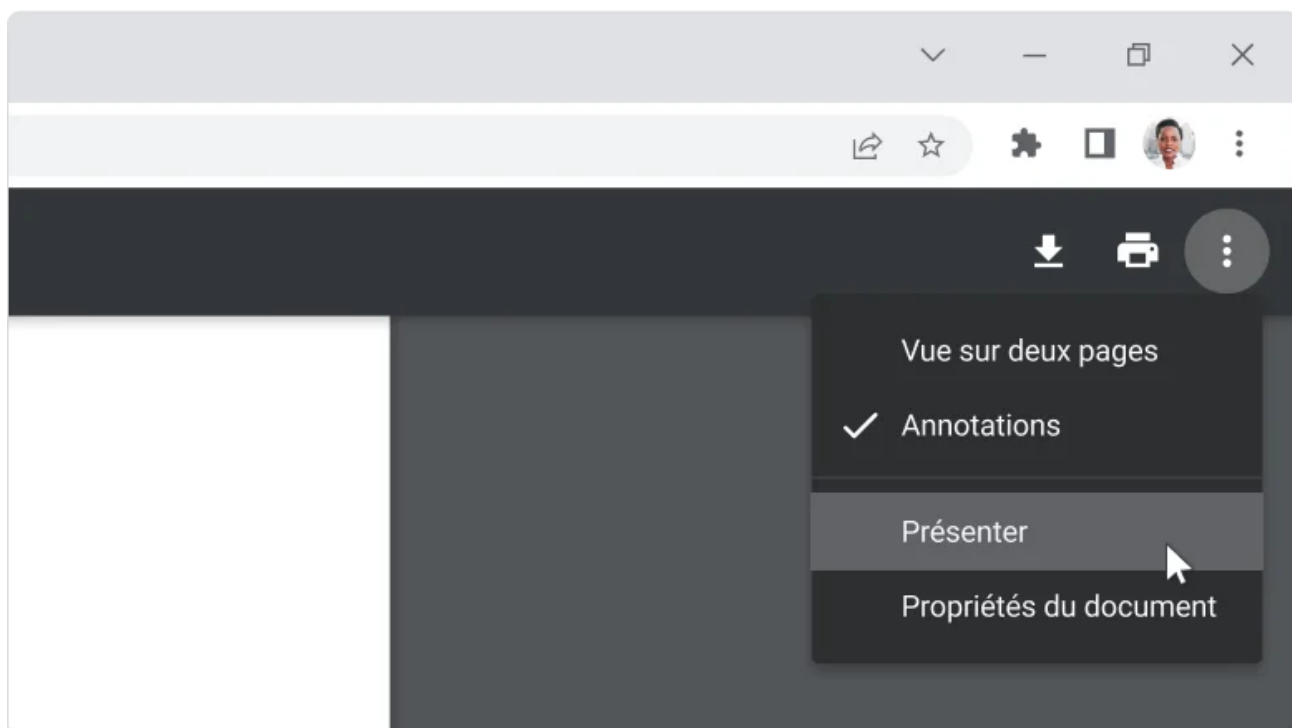 Vue sur deux pages
Annotations
Présenter
Propriétés du document